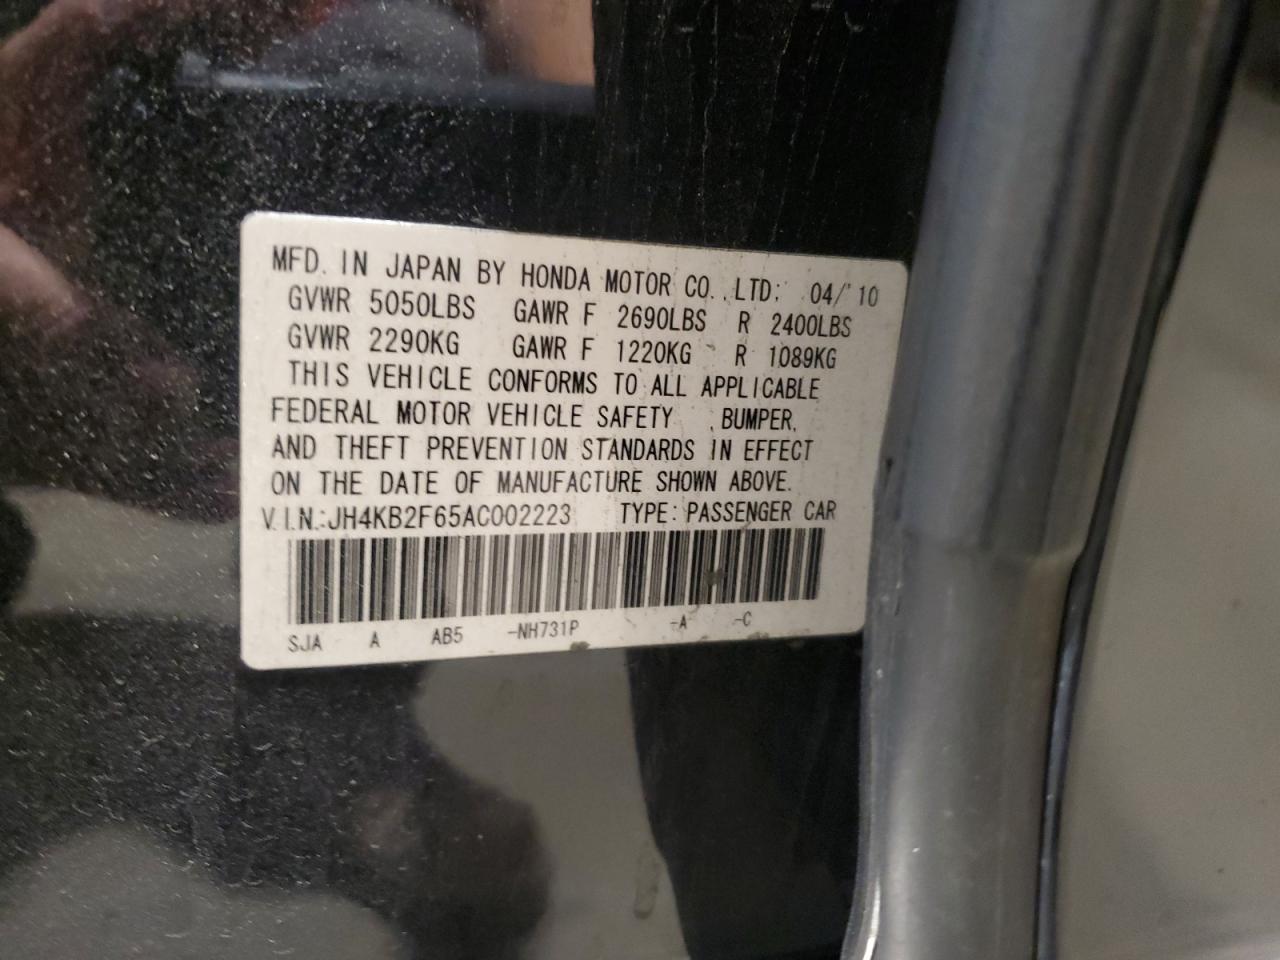 MFD. IN JAPAN BY HONDA MOTOR CO.,LTD. 04/'10
GVWR 5050LBS GAWR F 2690LBS R 2400LBS
GVWR 2290KG GAWR F 1220KG R 1089KG
THIS VEHICLE CONFORMS TO ALL APPLICABLE
FEDERAL MOTOR VEHICLE SAFETY ,BUMPER,
AND THEFT PREVENTION STANDARDS IN EFFECT
ON THE DATE OF MANUFACTURE SHOWN ABOVE.
V.I.N.:JH4KB2F65AC002223 TYPE:PASSENGER CAR
SJA A AB5 -NH731P -A -C